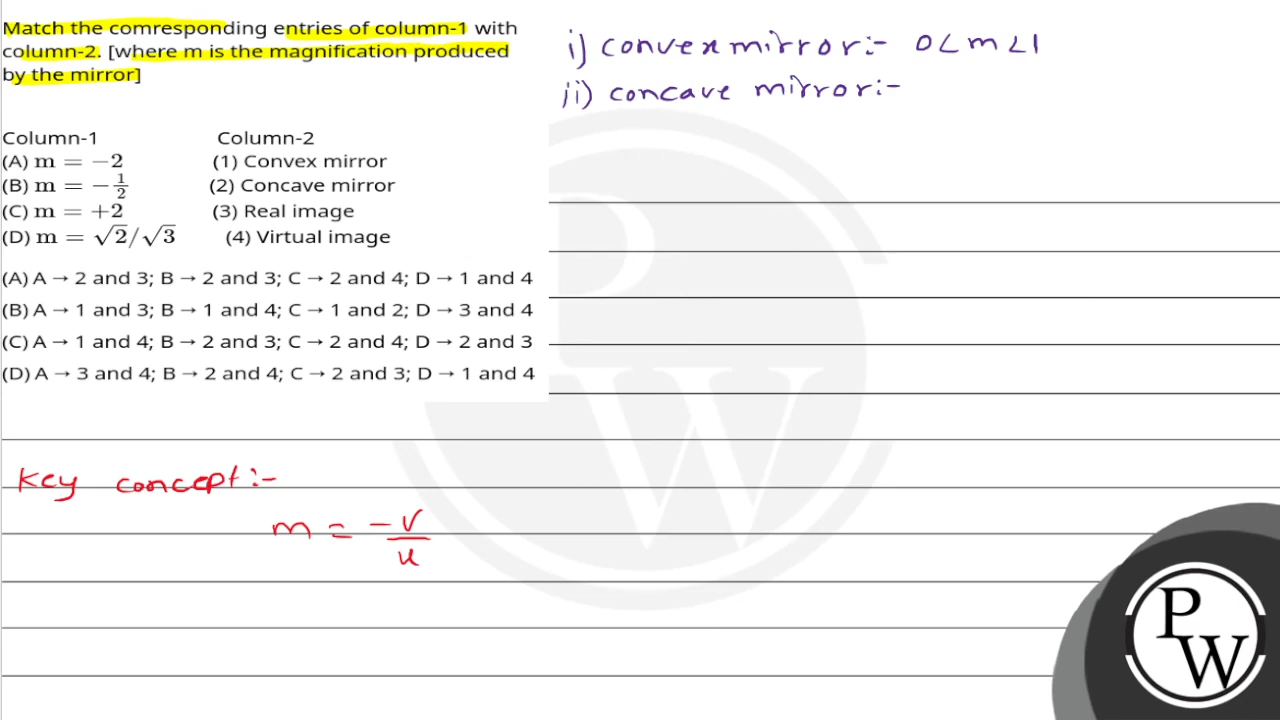 Match the comrresponding entries of column-1 with
column-2. [where m is the magnification produced
by the mirror]
Column-1 Column-2
(A) m = −2 (1) Convex mirror
(B) m = −1/2 (2) Concave mirror
(C) m = +2 (3) Real image
(D) m = √2/√3 (4) Virtual image
(A) A → 2 and 3; B → 2 and 3; C → 2 and 4; D → 1 and 4
(B) A → 1 and 3; B → 1 and 4; C → 1 and 2; D → 3 and 4
(C) A → 1 and 4; B → 2 and 3; C → 2 and 4; D → 2 and 3
(D) A → 3 and 4; B → 2 and 4; C → 2 and 3; D → 1 and 4
i) convex mirror:- 0<m<1
ii) concave mirror:-
Key concept:-
m = -v/u
PW
PW